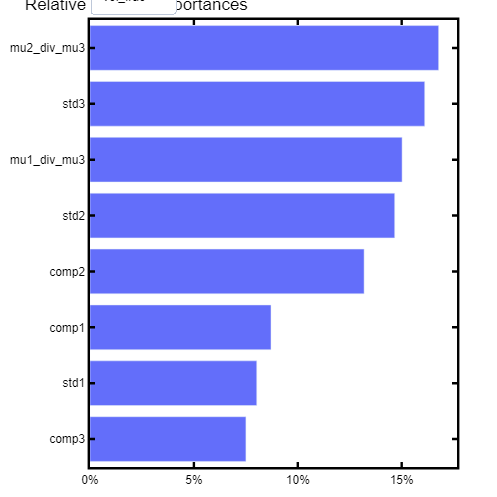 Relative portances
mu2_div_mu3
std3
mu1_div_mu3
std2
comp2
comp1
std1
comp3
0% 5% 10% 15%